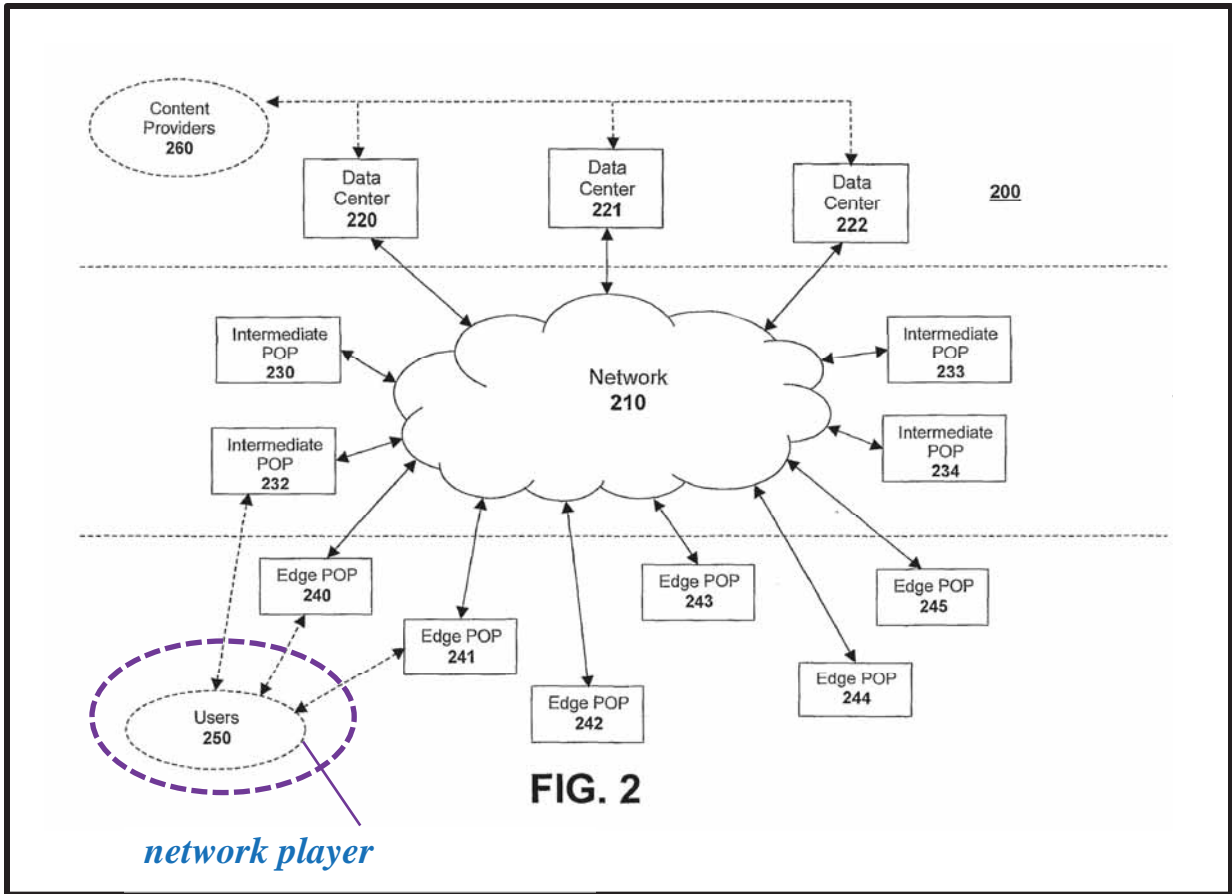 Content
Providers
260
Data
Center
220
Data
Center
221
Data
Center
222
200
Intermediate
POP
230
Network
210
Intermediate
POP
233
Intermediate
POP
232
Intermediate
POP
234
Edge POP
240
Edge POP
241
Edge POP
242
Edge POP
243
Edge POP
244
Edge POP
245
Users
250
FIG. 2
network player